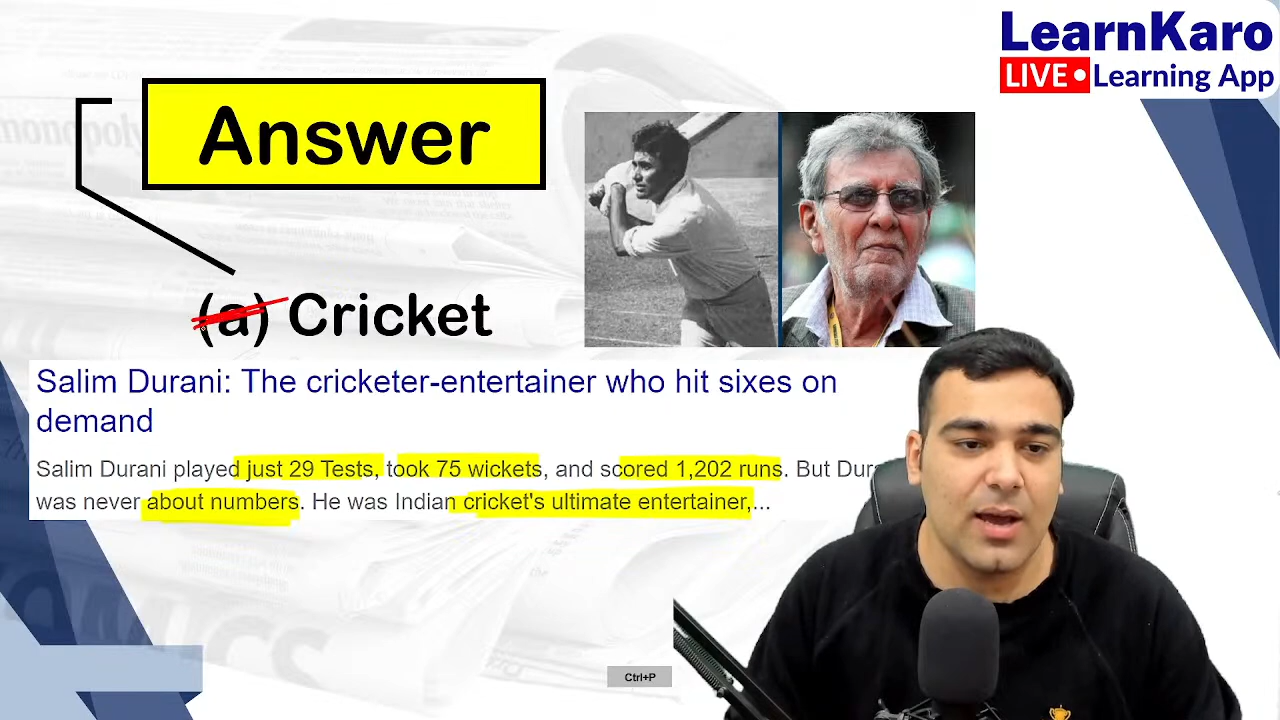 LearnKaro
LIVE Learning App
Answer
(a) Cricket
Salim Durani: The cricketer-entertainer who hit sixes on
demand
Salim Durani played just 29 Tests, took 75 wickets, and scored 1,202 runs. But
was never about numbers. He was Indian cricket's ultimate entertainer,...
Ctrl+P